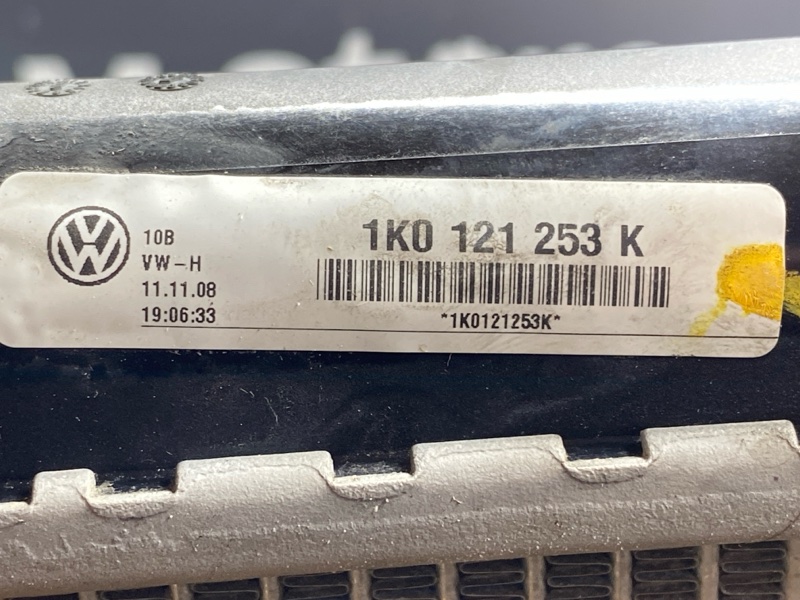 10B
VW-H
11.11.08
19:06:33
1K0 121 253 K
*1K0121253K*